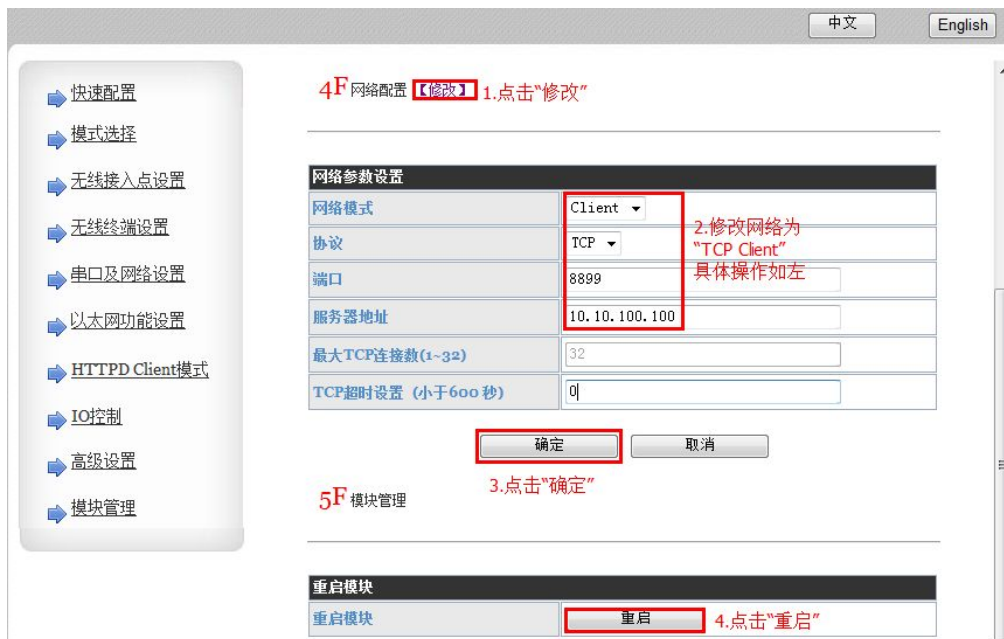 中文 English
快速配置
模式选择
无线接入点设置
无线终端设置
串口及网络设置
以太网功能设置
HTTPD Client模式
IO控制
高级设置
模块管理
4F 网络配置 【修改】 1.点击“修改”
网络参数设置
网络模式 Client
协议 TCP
端口 8899
服务器地址 10.10.100.100
最大TCP连接数(1~32) 32
TCP超时设置 (小于600 秒) 0
2.修改网络为
“TCP Client”
具体操作如左
确定 取消
3.点击“确定”
5F 模块管理
重启模块
重启模块 重启 4.点击“重启”